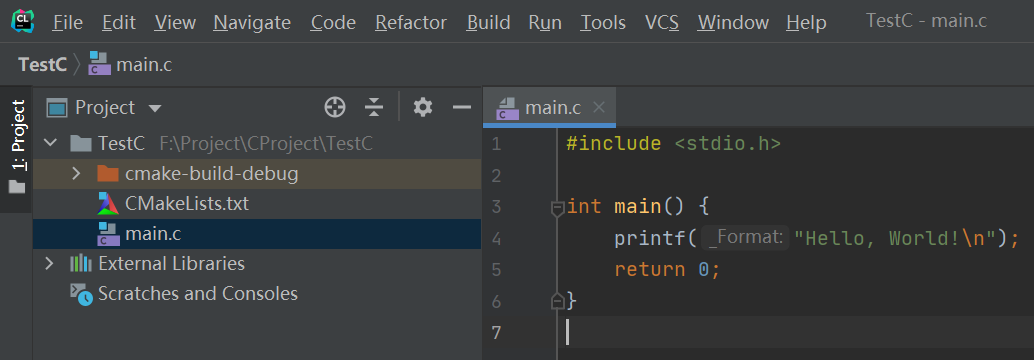 CL File Edit View Navigate Code Refactor Build Run Tools VCS Window Help TestC - main.c
TestC main.c
1: Project
Project
TestC F:\Project\CProject\TestC
cmake-build-debug
CMakeLists.txt
main.c
External Libraries
Scratches and Consoles
main.c
1 #include <stdio.h>
2
3 int main() {
4 printf( _Format: "Hello, World!\n");
5 return 0;
6 }
7